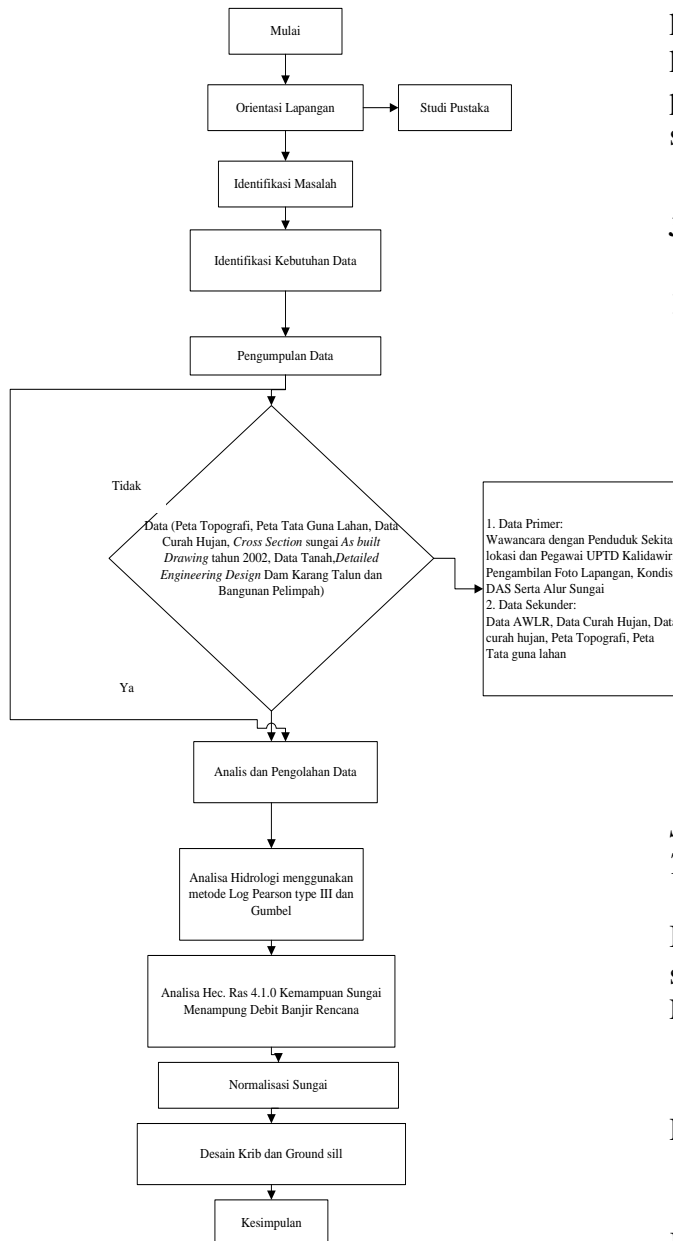 Mulai
Orientasi Lapangan
Studi Pustaka
Identifikasi Masalah
Identifikasi Kebutuhan Data
Pengumpulan Data
Tidak
Data (Peta Topografi, Peta Tata Guna Lahan, Data
Curah Hujan, Cross Section sungai As built
Drawing tahun 2002, Data Tanah,Detailed
Engineering Design Dam Karang Talun dan
Bangunan Pelimpah)
1. Data Primer:
Wawancara dengan Penduduk
lokasi dan Pegawai UPTD
Pengambilan Foto Lapangan,
DAS Serta Alur Sungai
2. Data Sekunder:
Data AWLR, Data Curah Hujan,
curah hujan, Peta Topografi, Peta
Tata guna lahan
Ya
Analis dan Pengolahan Data
Analisa Hidrologi menggunakan
metode Log Pearson type III dan
Gumbel
Analisa Hec. Ras 4.1.0 Kemampuan Sungai
Menampung Debit Banjir Rencana
Normalisasi Sungai
Desain Krib dan Ground sill
Kesimpulan